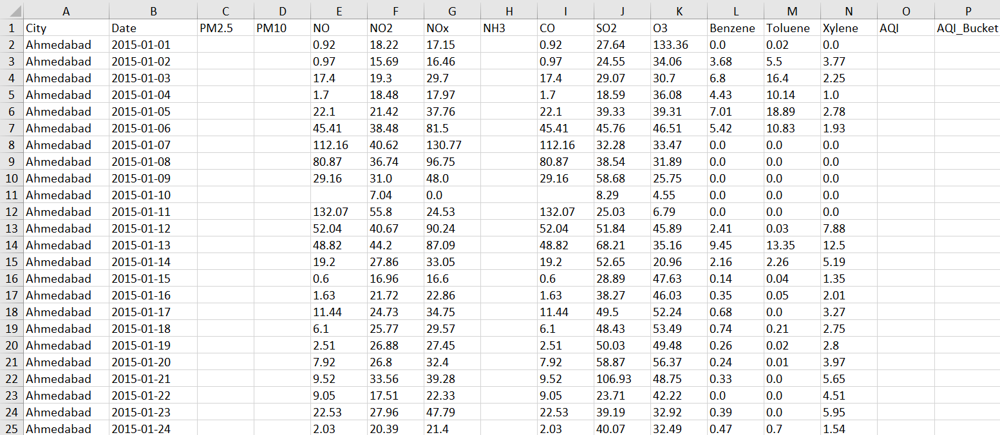 A B C D E F G H I J K L M N O P
1 City Date PM2.5 PM10 NO NO2 NOx NH3 CO SO2 O3 Benzene Toluene Xylene AQI AQI_Bucket
2 Ahmedabad 2015-01-01 0.92 18.22 17.15 0.92 27.64 133.36 0.0 0.02 0.0
3 Ahmedabad 2015-01-02 0.97 15.69 16.46 0.97 24.55 34.06 3.68 5.5 3.77
4 Ahmedabad 2015-01-03 17.4 19.3 29.7 17.4 29.07 30.7 6.8 16.4 2.25
5 Ahmedabad 2015-01-04 1.7 18.48 17.97 1.7 18.59 36.08 4.43 10.14 1.0
6 Ahmedabad 2015-01-05 22.1 21.42 37.76 22.1 39.33 39.31 7.01 18.89 2.78
7 Ahmedabad 2015-01-06 45.41 38.48 81.5 45.41 45.76 46.51 5.42 10.83 1.93
8 Ahmedabad 2015-01-07 112.16 40.62 130.77 112.16 32.28 33.47 0.0 0.0 0.0
9 Ahmedabad 2015-01-08 80.87 36.74 96.75 80.87 38.54 31.89 0.0 0.0 0.0
10 Ahmedabad 2015-01-09 29.16 31.0 48.0 29.16 58.68 25.75 0.0 0.0 0.0
11 Ahmedabad 2015-01-10 7.04 0.0 8.29 4.55 0.0 0.0 0.0
12 Ahmedabad 2015-01-11 132.07 55.8 24.53 132.07 25.03 6.79 0.0 0.0 0.0
13 Ahmedabad 2015-01-12 52.04 40.67 90.24 52.04 51.84 45.89 2.41 0.03 7.88
14 Ahmedabad 2015-01-13 48.82 44.2 87.09 48.82 68.21 35.16 9.45 13.35 12.5
15 Ahmedabad 2015-01-14 19.2 27.86 33.05 19.2 52.65 20.96 2.16 2.26 5.19
16 Ahmedabad 2015-01-15 0.6 16.96 16.6 0.6 28.89 47.63 0.14 0.04 1.35
17 Ahmedabad 2015-01-16 1.63 21.72 22.86 1.63 38.27 46.03 0.35 0.05 2.01
18 Ahmedabad 2015-01-17 11.44 24.73 34.75 11.44 49.5 52.24 0.68 0.0 3.27
19 Ahmedabad 2015-01-18 6.1 25.77 29.57 6.1 48.43 53.49 0.74 0.21 2.75
20 Ahmedabad 2015-01-19 2.51 26.88 27.45 2.51 50.03 49.48 0.26 0.02 2.8
21 Ahmedabad 2015-01-20 7.92 26.8 32.4 7.92 58.87 56.37 0.24 0.01 3.97
22 Ahmedabad 2015-01-21 9.52 33.56 39.28 9.52 106.93 48.75 0.33 0.0 5.65
23 Ahmedabad 2015-01-22 9.05 17.51 22.33 9.05 23.71 42.22 0.0 0.0 4.51
24 Ahmedabad 2015-01-23 22.53 27.96 47.79 22.53 39.19 32.92 0.39 0.0 5.95
25 Ahmedabad 2015-01-24 2.03 20.39 21.4 2.03 40.07 32.49 0.47 0.7 1.54